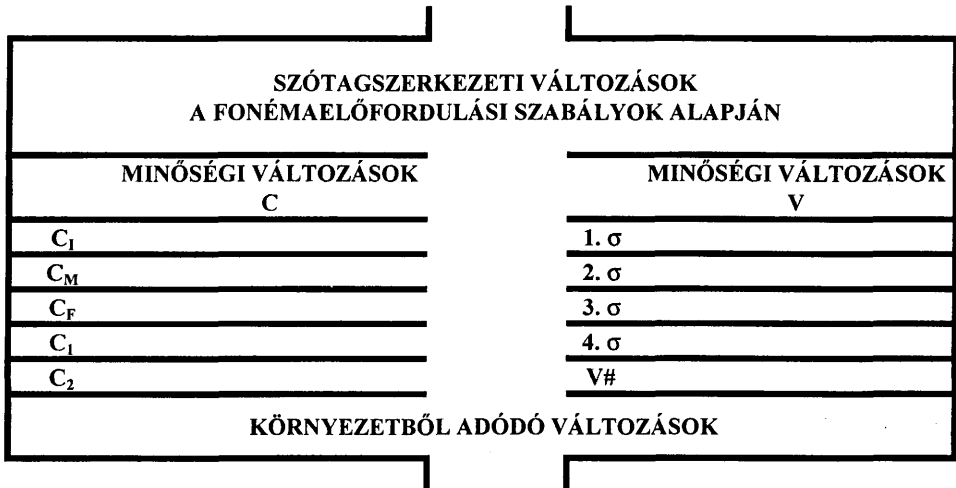 SZÓTAGSZERKEZETI VÁLTOZÁSOK
A FONÉMAELŐFORDULÁSI SZABÁLYOK ALAPJÁN
MINŐSÉGI VÁLTOZÁSOK
C
C_I
C_M
C_F
C_1
C_2
MINŐSÉGI VÁLTOZÁSOK
V
1. σ
2. σ
3. σ
4. σ
V#
KÖRNYEZETBŐL ADÓDÓ VÁLTOZÁSOK